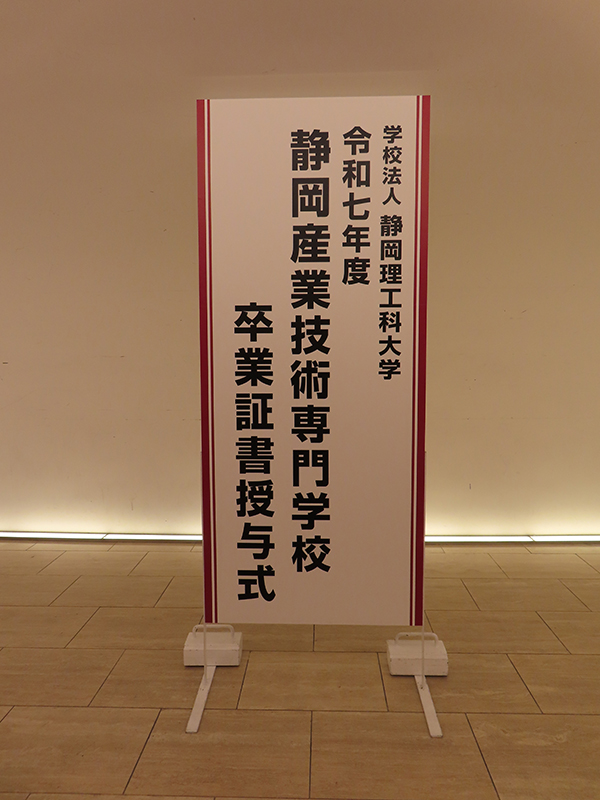 学校法人 静岡理工科大学
令和七年度
静岡産業技術専門学校
卒業証書授与式